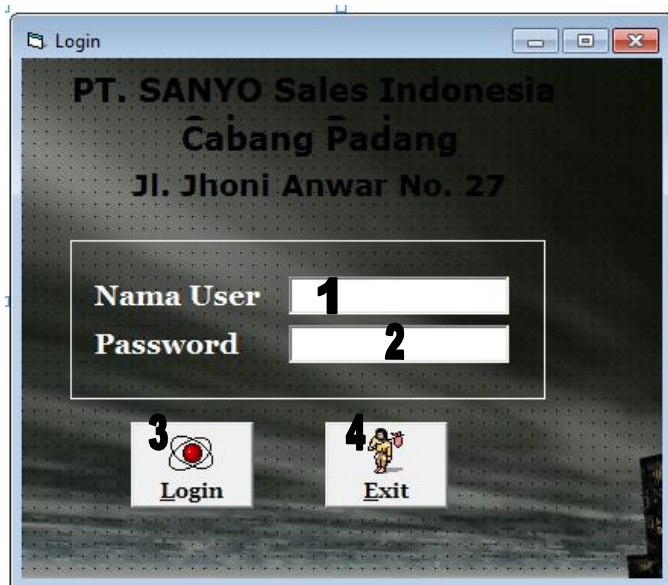 Login
PT. SANYO Sales Indonesia
Cabang Padang
Jl. Jhoni Anwar No. 27
Nama User 1
Password 2
3 4
Login Exit